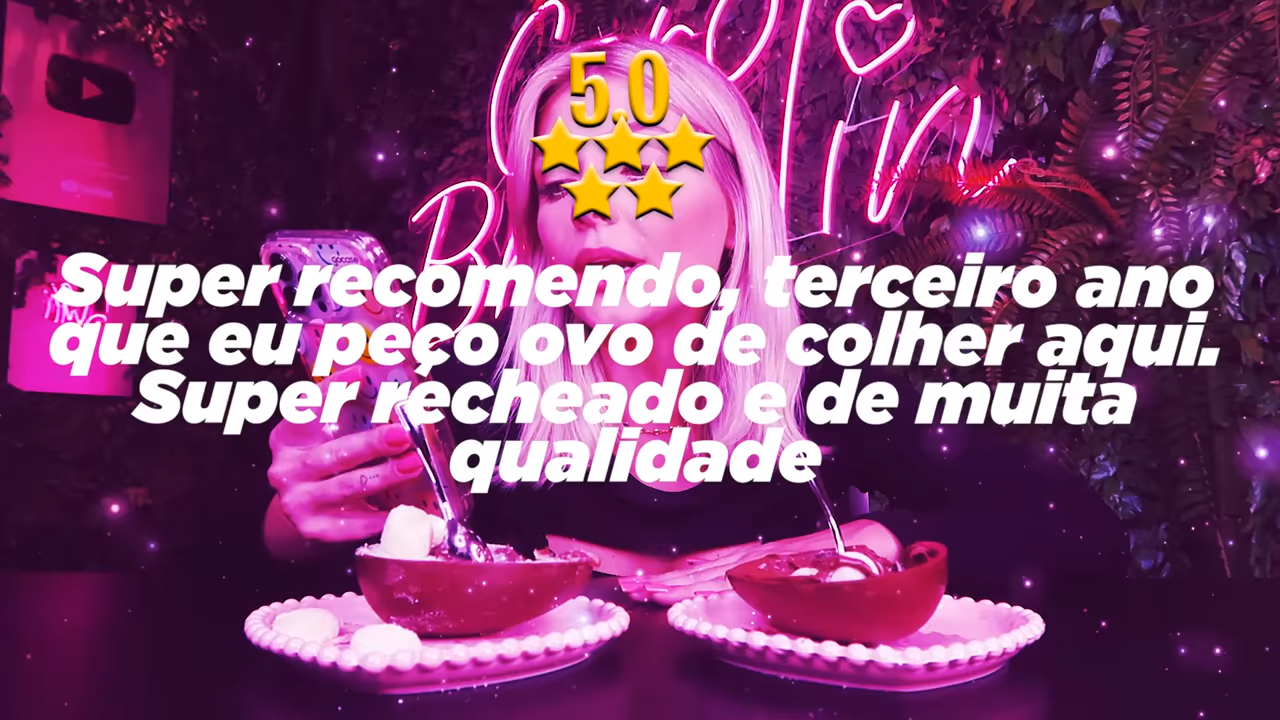 5.0
Super recomendo, terceiro ano
que eu peço ovo de colher aqui.
Super recheado e de muita
qualidade